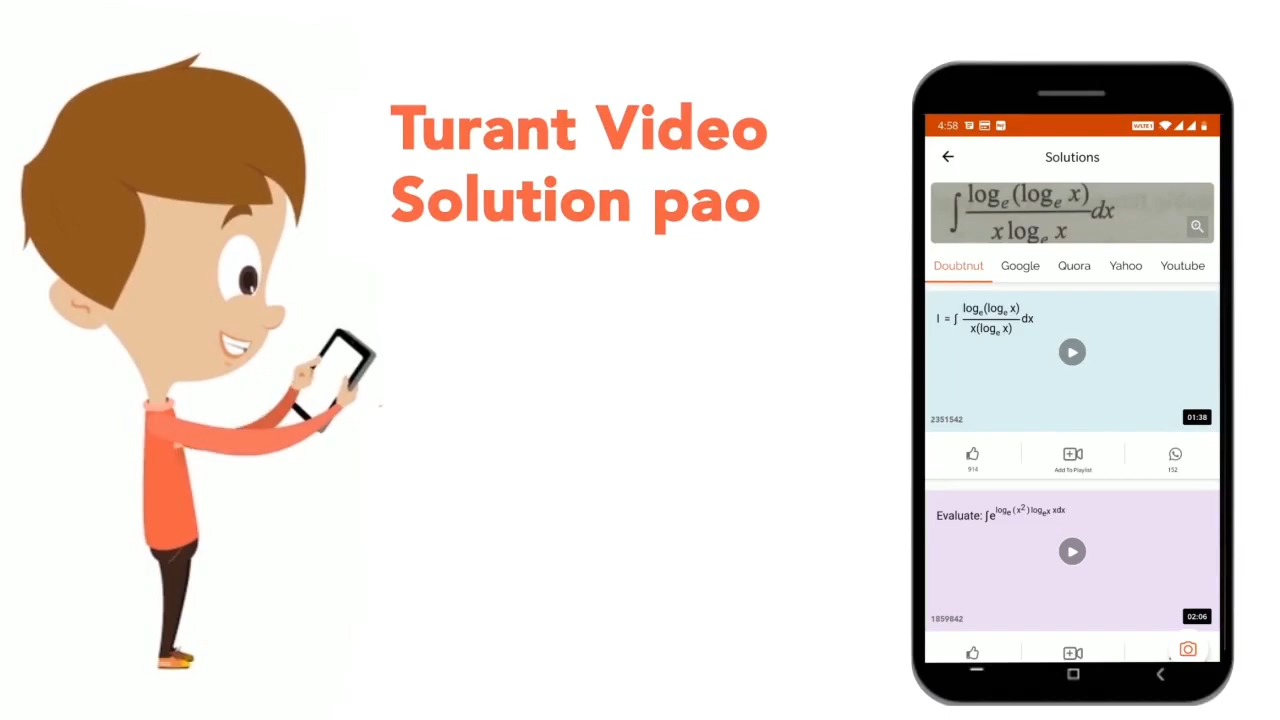 Turant Video
Solution pao
4:58
VoLTE1
Solutions
∫ logₑ(logₑ x) / x logₑ x dx
Doubtnut Google Quora Yahoo Youtube
I = ∫ logₑ(logₑ x) / x(logₑ x) dx
2351542 01:38
914 Add To Playlist 152
Evaluate: ∫e^logₑ(x²)logₑx xdx
1859842 02:06